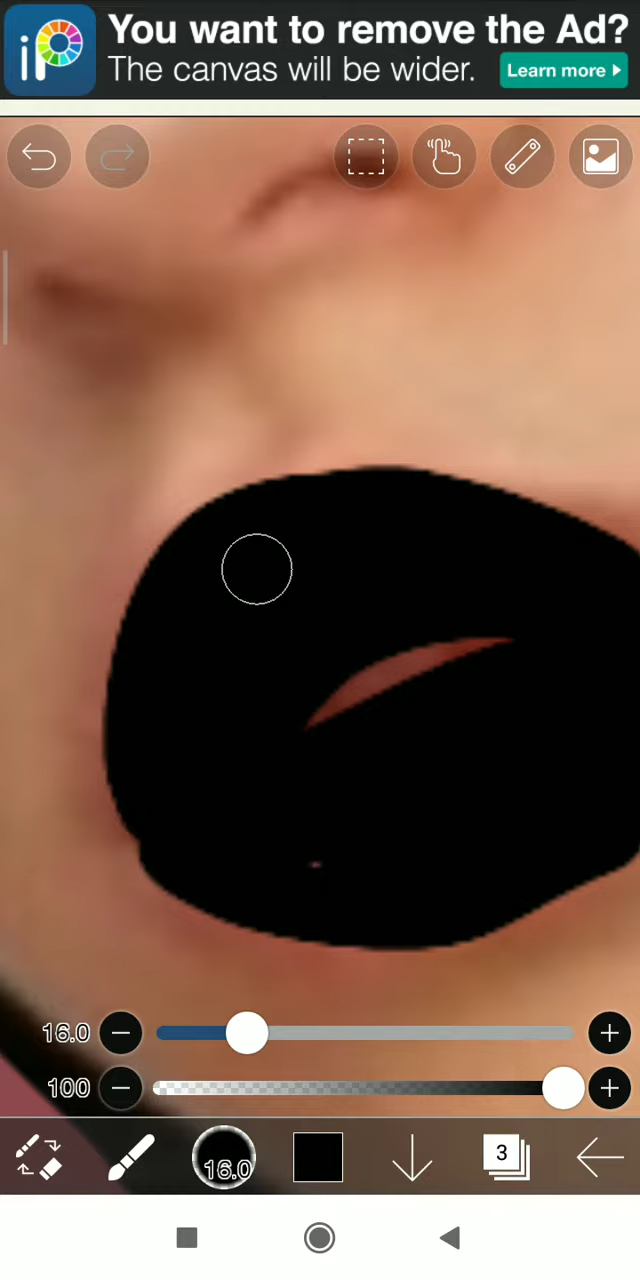 iP
You want to remove the Ad?
The canvas will be wider.
Learn more
16.0
100
16.0
3